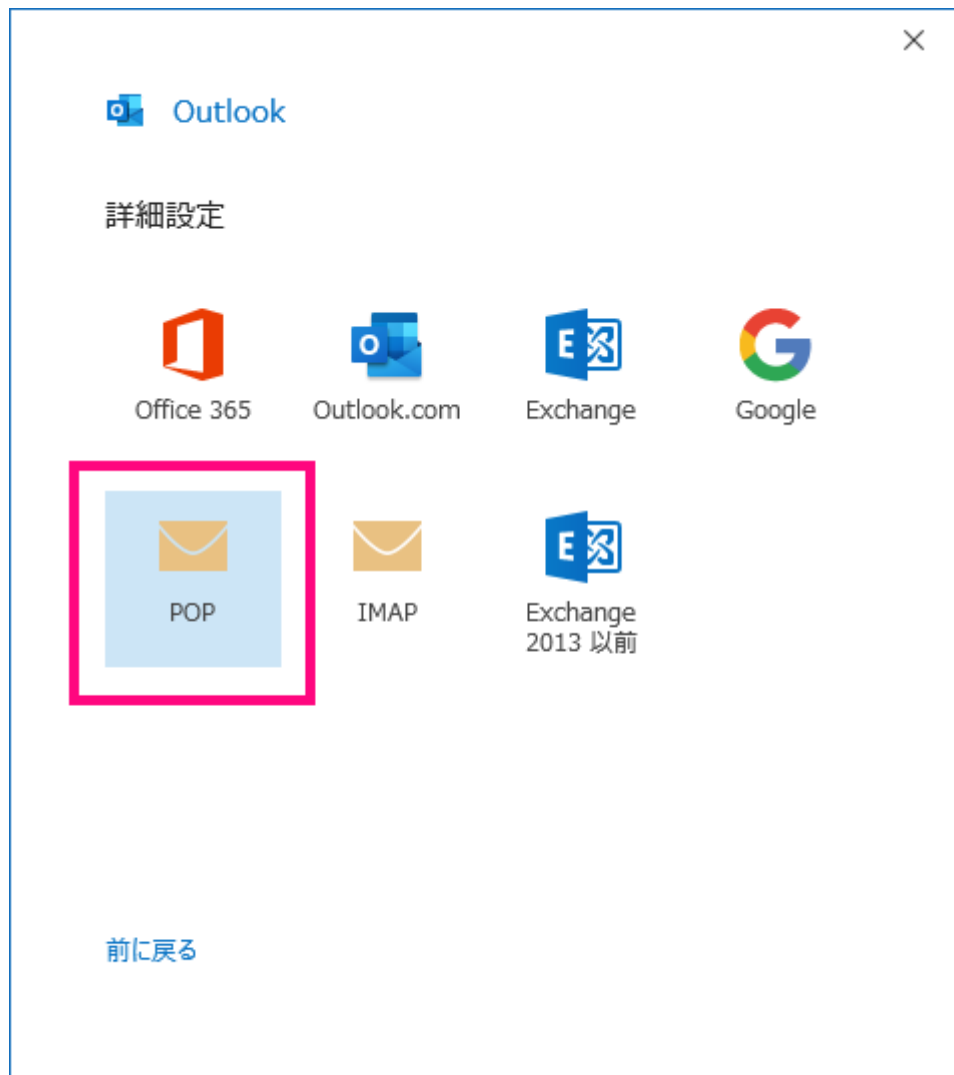 Outlook
詳細設定
Office 365
Outlook.com
Exchange
Google
POP
IMAP
Exchange
2013 以前
前に戻る